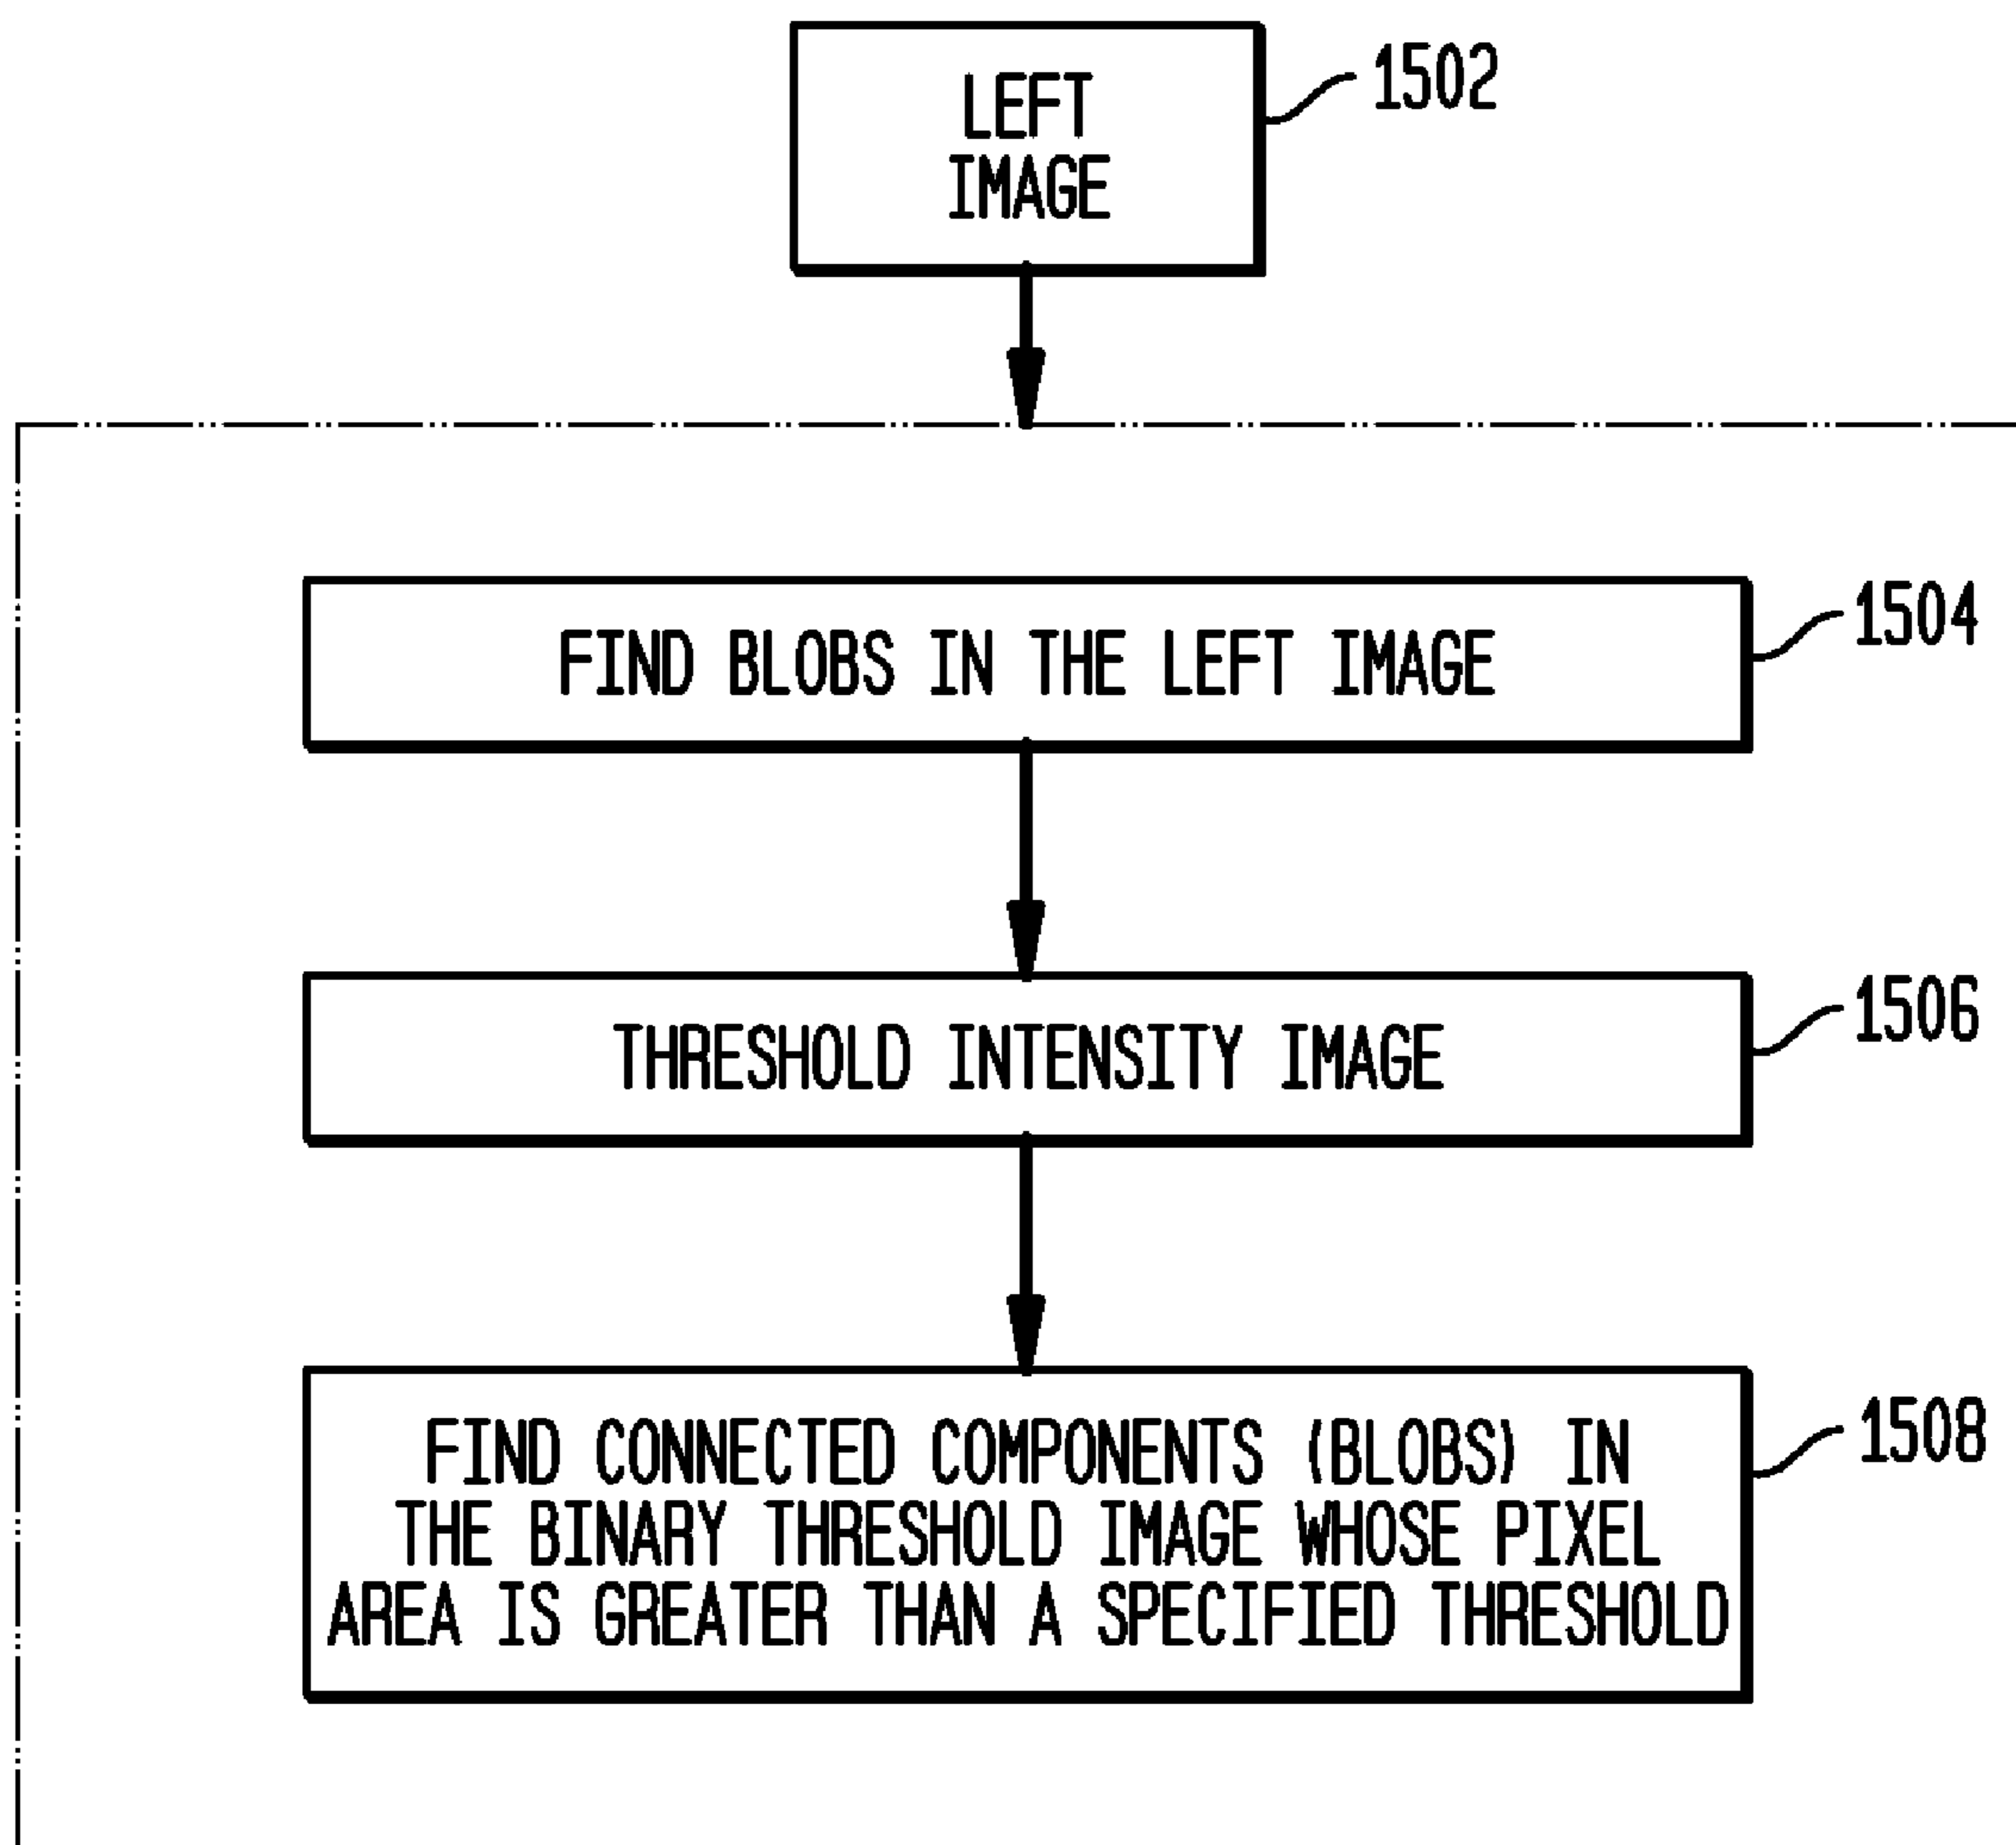 LEFT
IMAGE
1502
FIND BLOBS IN THE LEFT IMAGE
1504
THRESHOLD INTENSITY IMAGE
1506
FIND CONNECTED COMPONENTS (BLOBS) IN
THE BINARY THRESHOLD IMAGE WHOSE PIXEL
AREA IS GREATER THAN A SPECIFIED THRESHOLD
1508